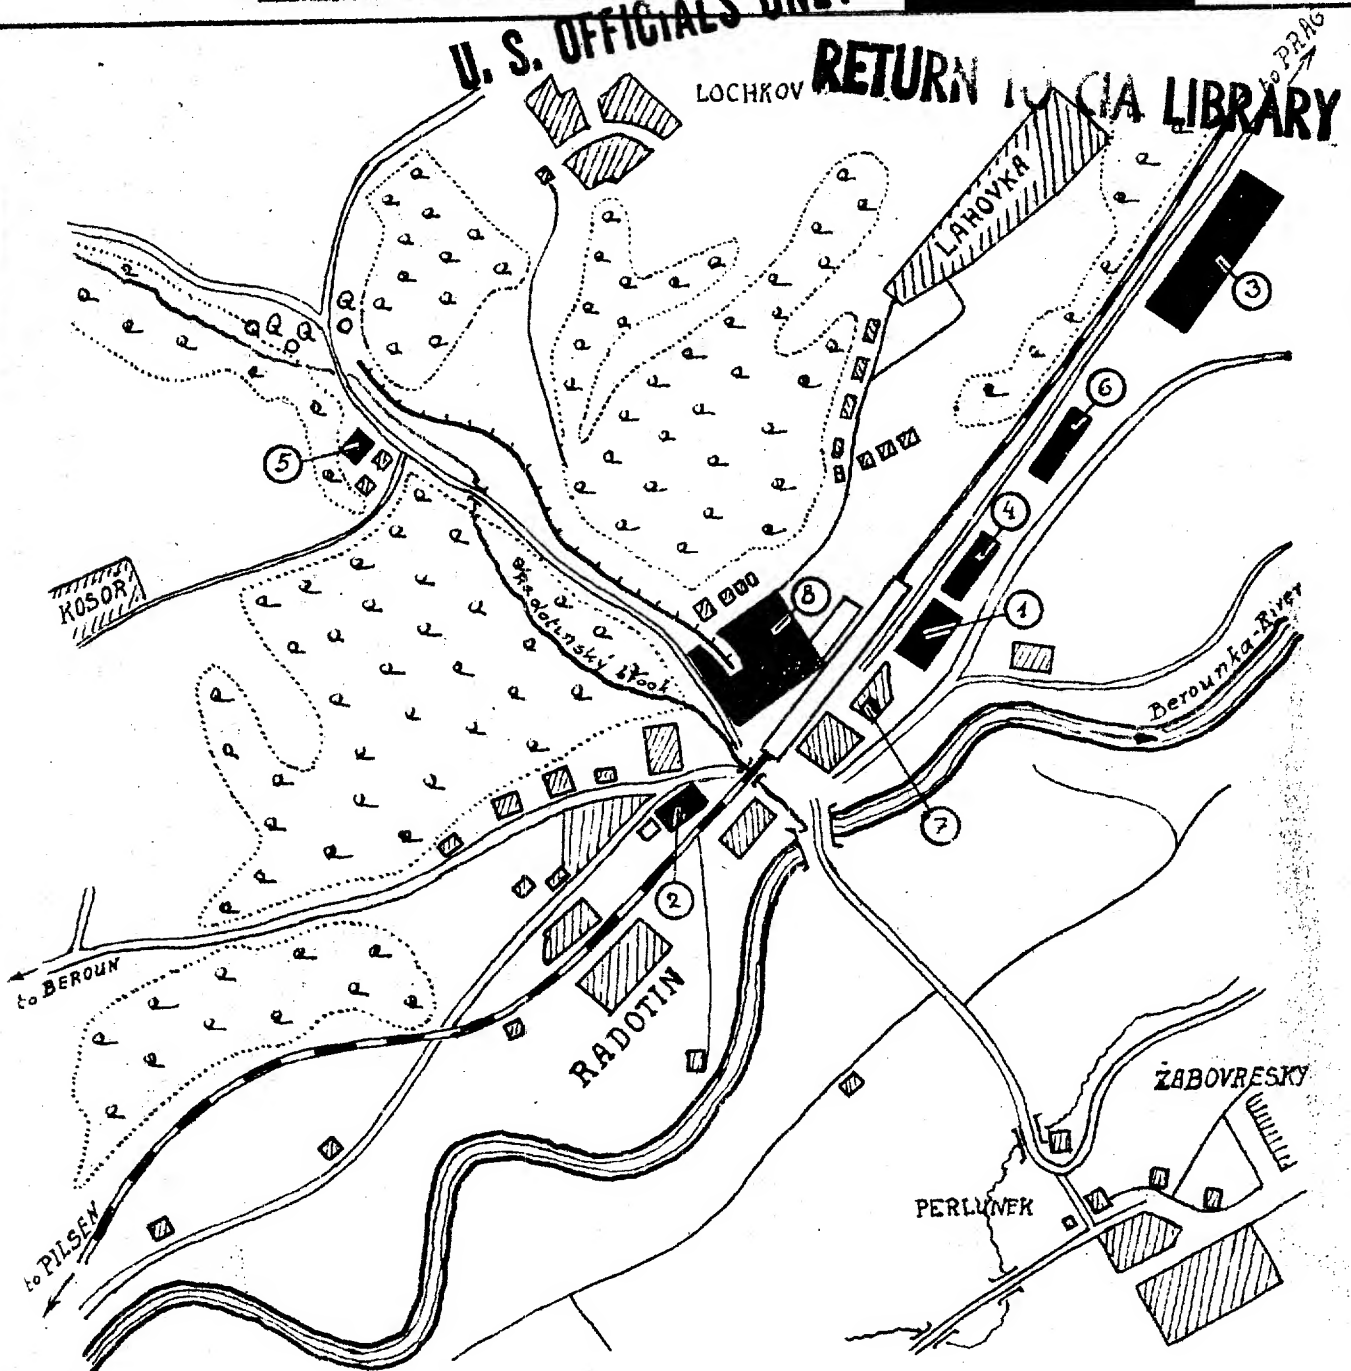 U. S. OFFICIALS ONLY
to PRAG
LOCHKOV
RETURN TO CIA LIBRARY
LAHOVKA
3
6
5
4
KOSOR
8
1
Radotinský brook
Berounka-River
7
2
to BEROUN
RADOTIN
ŽABOVRESKY
PERLUNEK
to PILSEN